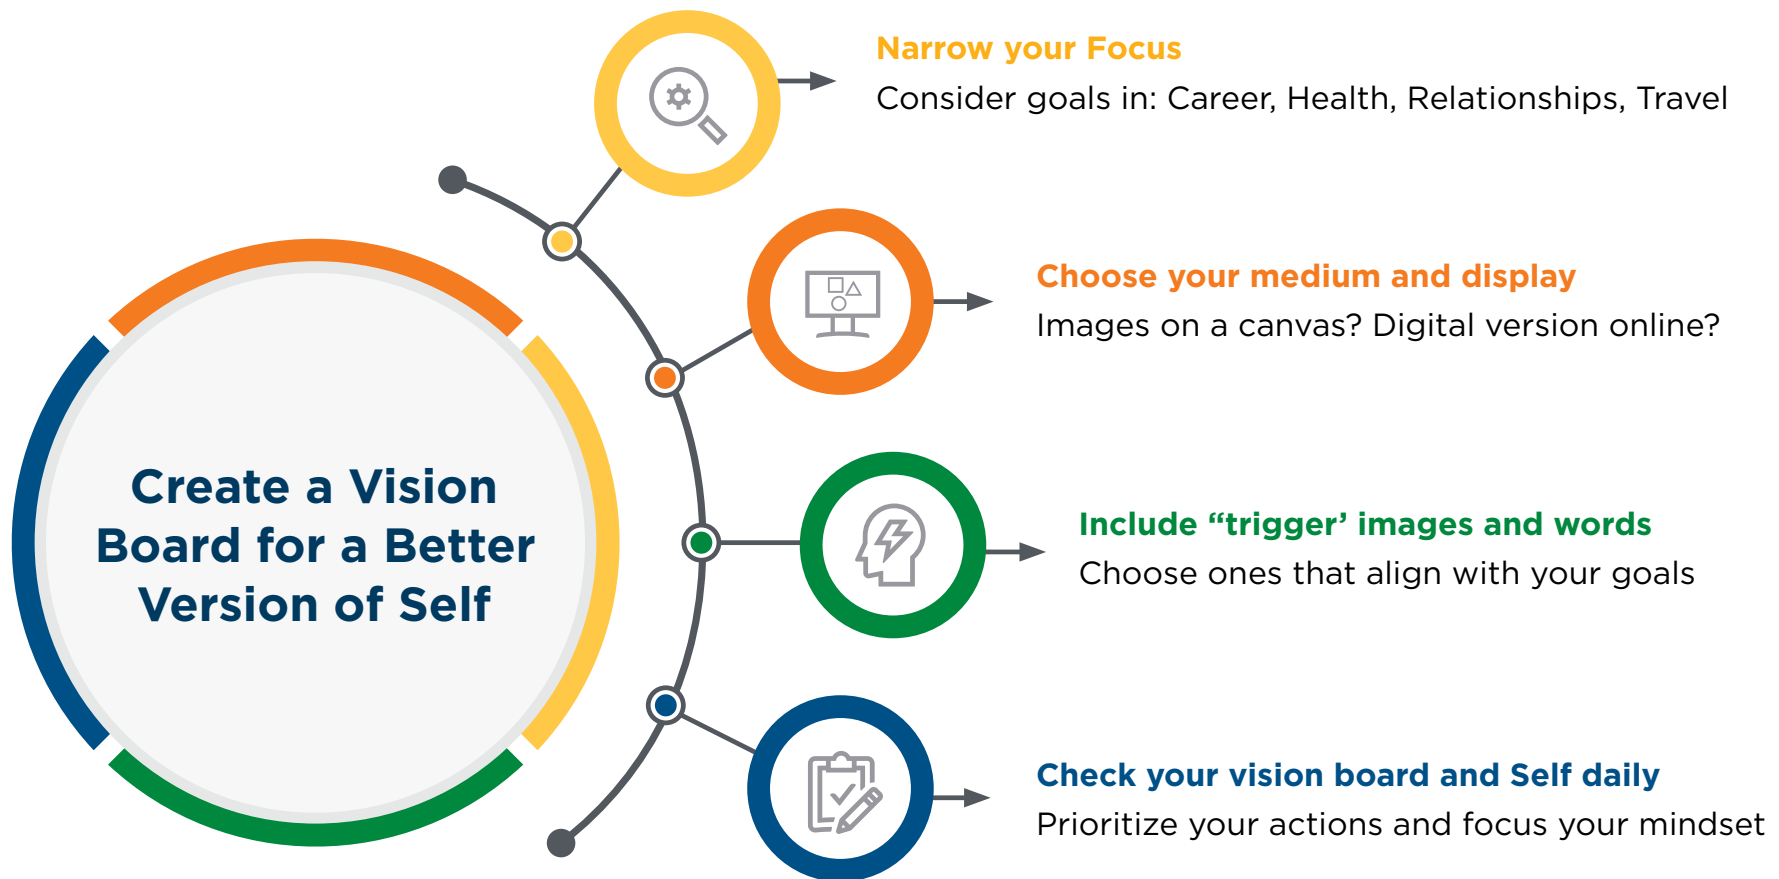 Create a Vision
Board for a Better
Version of Self
Narrow your Focus
Consider goals in: Career, Health, Relationships, Travel
Choose your medium and display
Images on a canvas? Digital version online?
Include “trigger’ images and words
Choose ones that align with your goals
Check your vision board and Self daily
Prioritize your actions and focus your mindset